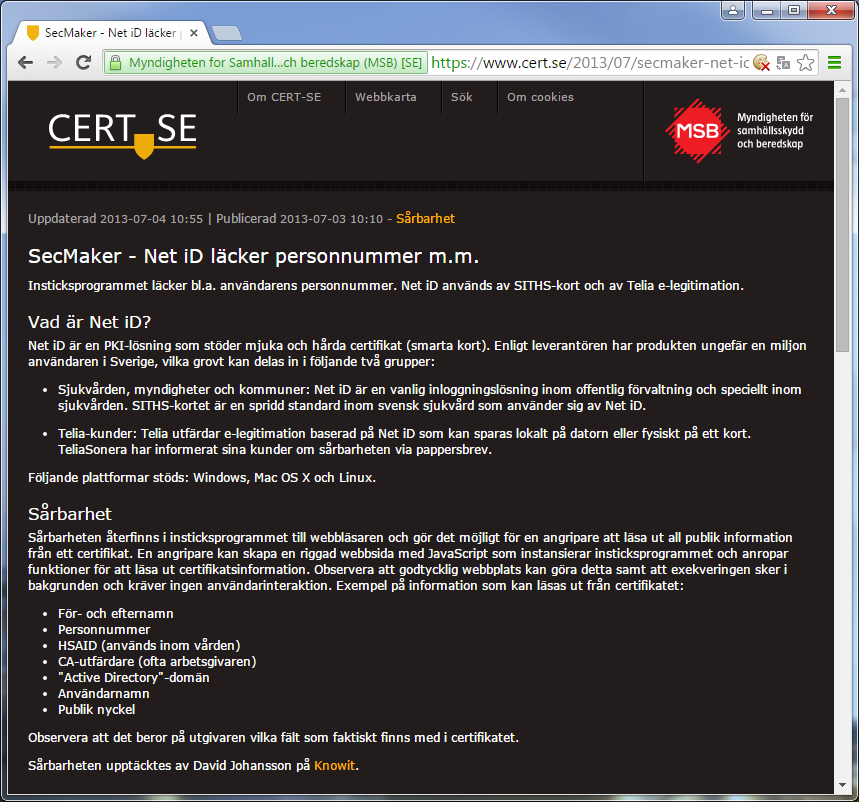 SecMaker - Net iD läcker p
Myndigheten for Samhall...ch beredskap (MSB) [SE]
https://www.cert.se/2013/07/secmaker-net-ic
Om CERT-SE
Webbkarta
Sök
Om cookies
CERT SE
MSB
Myndigheten för
samhällsskydd
och beredskap
Uppdaterad 2013-07-04 10:55 | Publicerad 2013-07-03 10:10 - Sårbarhet
SecMaker - Net iD läcker personnummer m.m.
Insticksprogrammet läcker bl.a. användarens personnummer. Net iD används av SITHS-kort och av Telia e-legitimation.
Vad är Net iD?
Net iD är en PKI-lösning som stöder mjuka och hårda certifikat (smarta kort). Enligt leverantören har produkten ungefär en miljon
användaren i Sverige, vilka grovt kan delas in i följande två grupper:
• Sjukvården, myndigheter och kommuner: Net iD är en vanlig inloggningslösning inom offentlig förvaltning och speciellt inom
sjukvården. SITHS-kortet är en spridd standard inom svensk sjukvård som använder sig av Net iD.
• Telia-kunder: Telia utfärdar e-legitimation baserad på Net iD som kan sparas lokalt på datorn eller fysiskt på ett kort.
TeliaSonera har informerat sina kunder om sårbarheten via pappersbrev.
Följande plattformar stöds: Windows, Mac OS X och Linux.
Sårbarhet
Sårbarheten återfinns i insticksprogrammet till webbläsaren och gör det möjligt för en angripare att läsa ut all publik information
från ett certifikat. En angripare kan skapa en riggad webbsida med JavaScript som instansierar insticksprogrammet och anropar
funktioner för att läsa ut certifikatsinformation. Observera att godtycklig webbplats kan göra detta samt att exekveringen sker i
bakgrunden och kräver ingen användarinteraktion. Exempel på information som kan läsas ut från certifikatet:
• För- och efternamn
• Personnummer
• HSAID (används inom vården)
• CA-utfärdare (ofta arbetsgivaren)
• "Active Directory"-domän
• Användarnamn
• Publik nyckel
Observera att det beror på utgivaren vilka fält som faktiskt finns med i certifikatet.
Sårbarheten upptäcktes av David Johansson på Knowit.